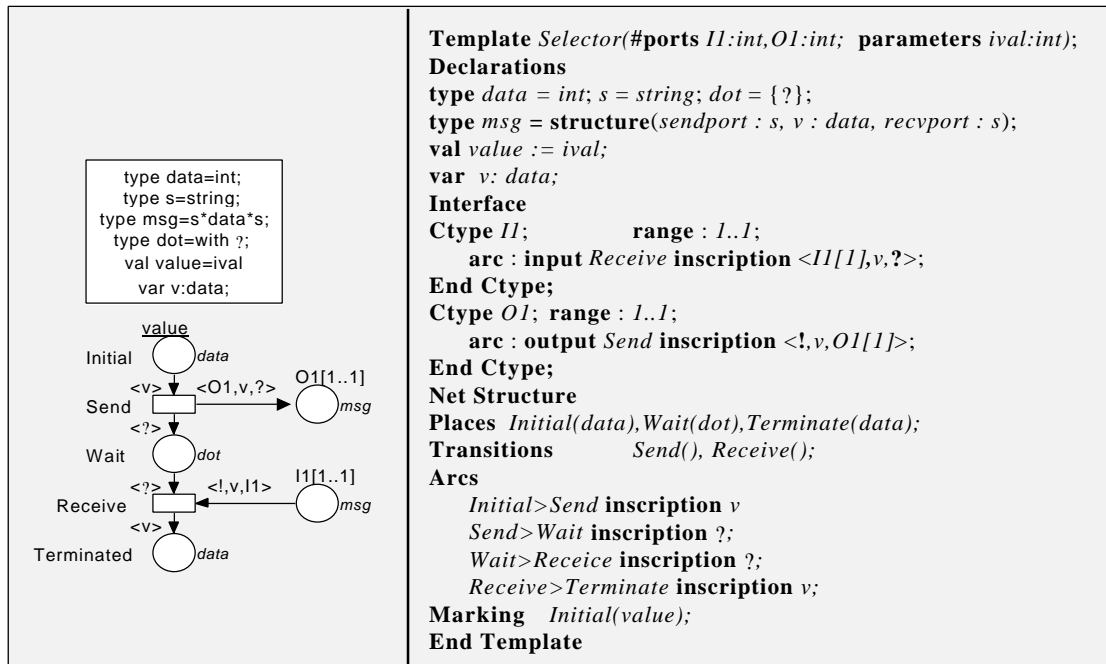 type data=int;
type s=string;
type msg=s*data*s;
type dot=with ?;
val value=ival
var v:data;
value
Initial
data
<v>
<O1,v,?>
O1[1..1]
Send
msg
<?>
Wait
dot
<?>
<!,v,I1>
I1[1..1]
Receive
msg
<v>
Terminated
data
Template Selector(#ports I1:int,O1:int; parameters ival:int);
Declarations
type data = int; s = string; dot = {?};
type msg = structure(sendport : s, v : data, recvport : s);
val value := ival;
var v: data;
Interface
Ctype I1; range : 1..1;
arc : input Receive inscription <I1[1],v,?>;
End Ctype;
Ctype O1; range : 1..1;
arc : output Send inscription <!,v,O1[1]>;
End Ctype;
Net Structure
Places Initial(data),Wait(dot),Terminate(data);
Transitions Send(), Receive();
Arcs
Initial>Send inscription v
Send>Wait inscription ?;
Wait>Receice inscription ?;
Receive>Terminate inscription v;
Marking Initial(value);
End Template